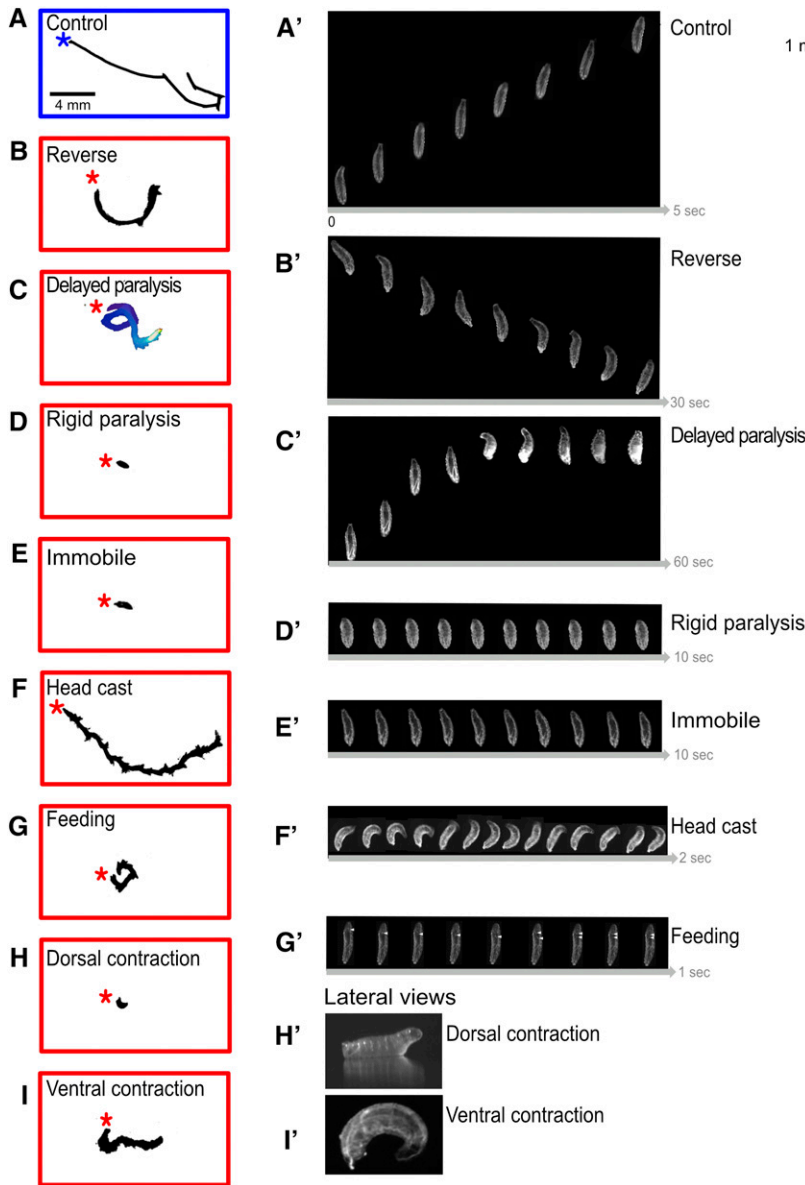 A
Control
4 mm
B
Reverse
C
Delayed paralysis
D
Rigid paralysis
E
Immobile
F
Head cast
G
Feeding
H
Dorsal contraction
I
Ventral contraction
A’
Control
1 m
0
5 sec
B’
Reverse
30 sec
C’
Delayed paralysis
60 sec
D’
Rigid paralysis
10 sec
E’
Immobile
10 sec
F’
Head cast
2 sec
G’
Feeding
1 sec
Lateral views
H’
Dorsal contraction
I’
Ventral contraction